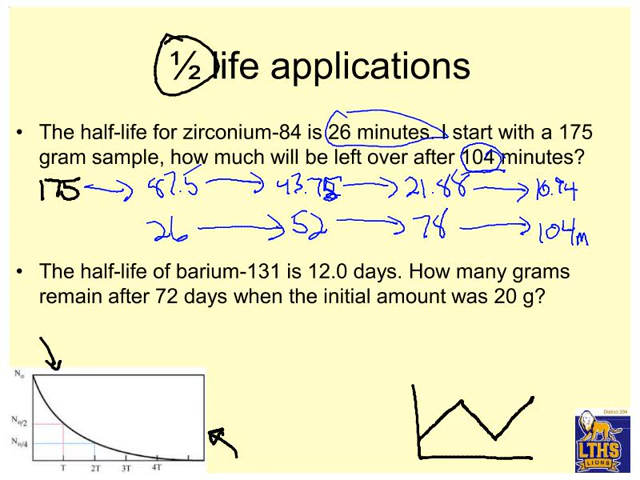 ½ life applications
• The half-life for zirconium-84 is 26 minutes. I start with a 175
gram sample, how much will be left over after 104 minutes?
175 ↔ 87.5 → 43.75 → 21.88 → 10.94
26 → 52 → 78 → 104m
• The half-life of barium-131 is 12.0 days. How many grams
remain after 72 days when the initial amount was 20 g?
N₀
N₀/2
N₀/4
T 2T 3T 4T
District 204
LTHS
LIONS